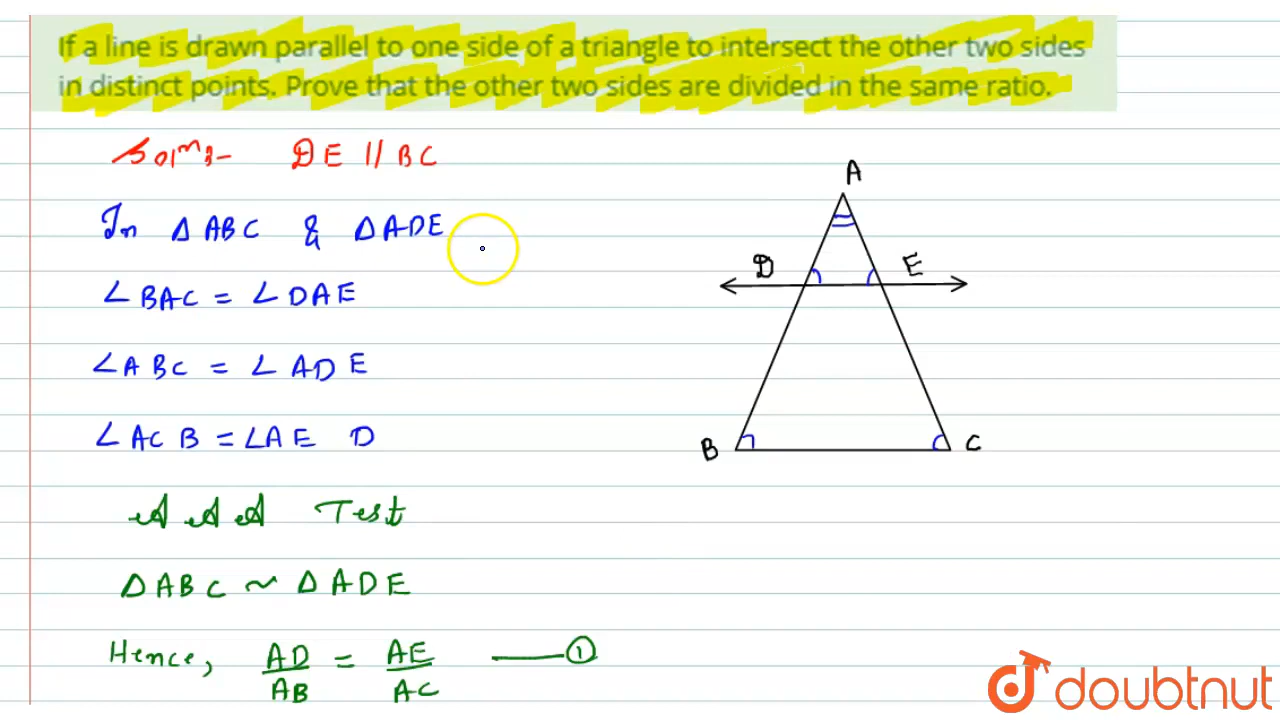 If a line is drawn parallel to one side of a triangle to intersect the other two sides
in distinct points. Prove that the other two sides are divided in the same ratio.
Solⁿ:- DE // BC
In Δ ABC & Δ ADE
∠BAC = ∠DAE
∠ABC = ∠ADE
∠ACB = ∠AED
AAA Test
ΔABC ~ ΔADE
Hence, AD/AB = AE/AC —— ①
A
D E
B C
doubtnut